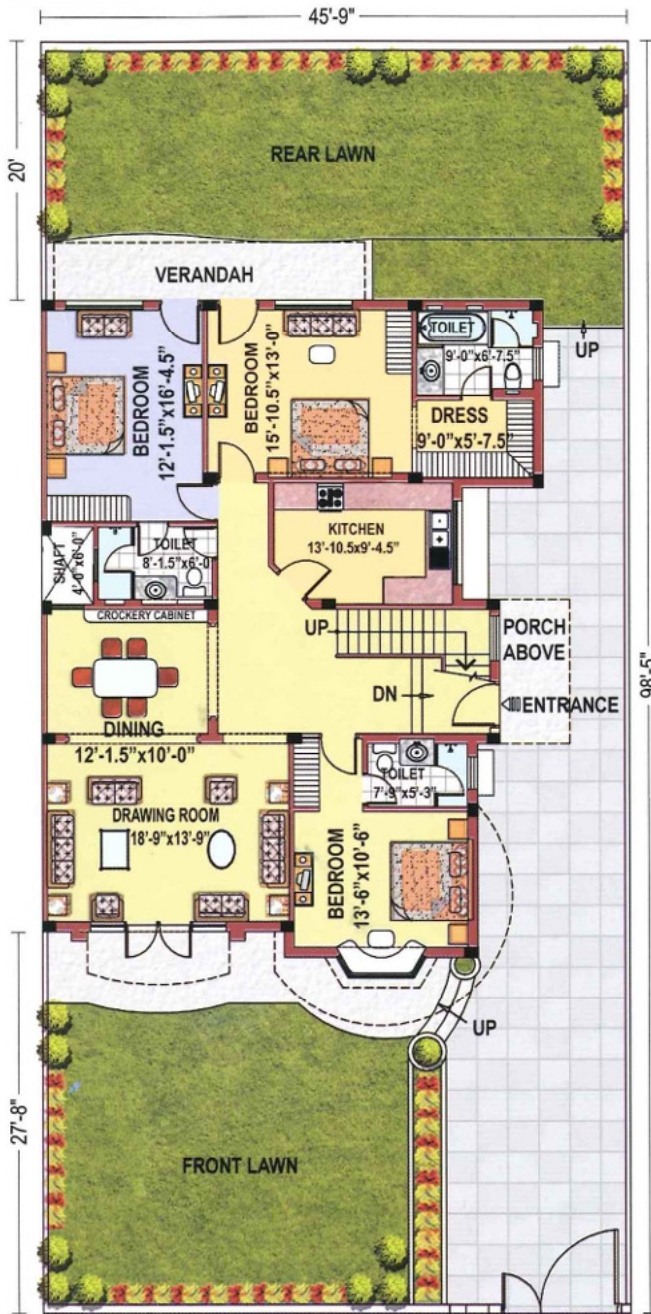 45'-9"
20'
REAR LAWN
VERANDAH
BEDROOM
12'-1.5"x16'-4.5"
BEDROOM
15'-10.5"x13'-0"
TOILET
9'-0"x6'-7.5"
UP
DRESS
9'-0"x5'-7.5"
KITCHEN
13'-10.5x9'-4.5"
SHAFT
4'-0"x6'-0"
TOILET
8'-1.5"x6'-0"
CROCKERY CABINET
UP
PORCH
ABOVE
98'-5"
DN
ENTRANCE
DINING
12'-1.5"x10'-0"
TOILET
7'-9"x5'-3"
DRAWING ROOM
18'-9"x13'-9"
BEDROOM
13'-6"x10'-6"
UP
27'-8"
FRONT LAWN